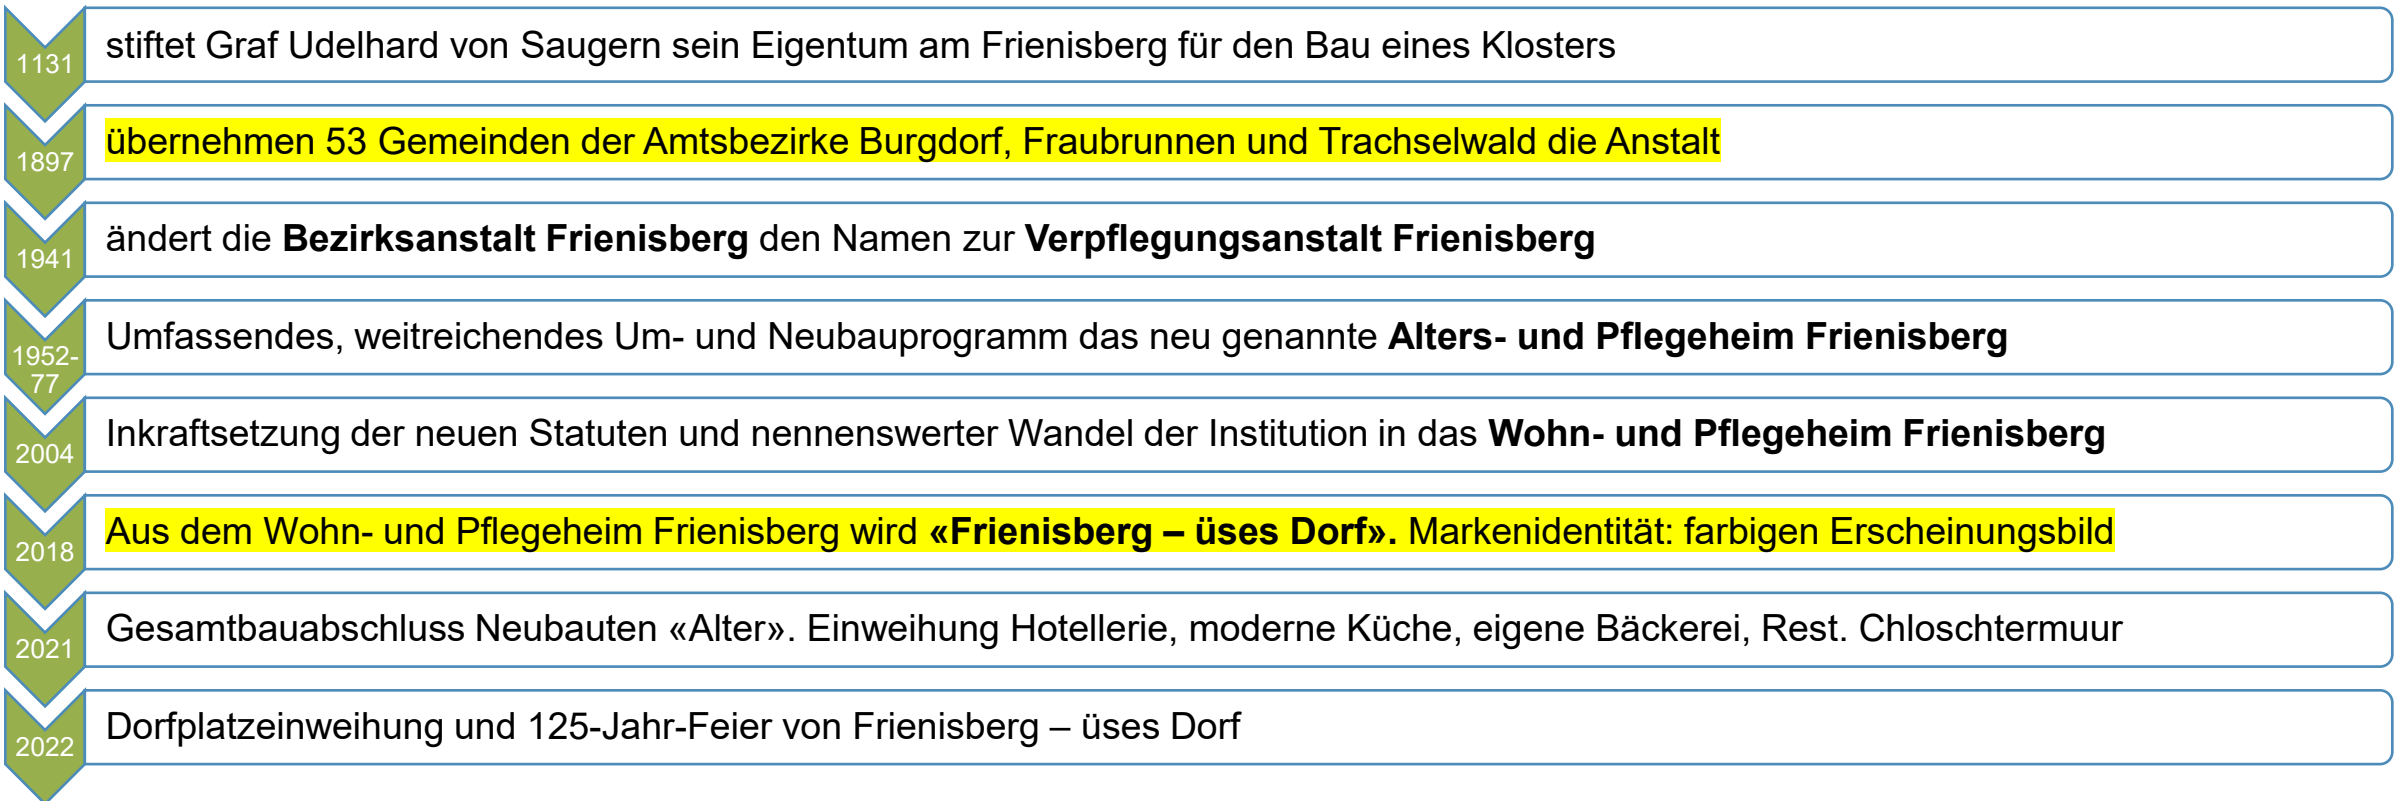 1131
stiftet Graf Udelhard von Saugern sein Eigentum am Frienisberg für den Bau eines Klosters
1897
übernehmen 53 Gemeinden der Amtsbezirke Burgdorf, Fraubrunnen und Trachselwald die Anstalt
1941
ändert die Bezirksanstalt Frienisberg den Namen zur Verpflegungsanstalt Frienisberg
1952-
77
Umfassendes, weitreichendes Um- und Neubauprogramm das neu genannte Alters- und Pflegeheim Frienisberg
2004
Inkraftsetzung der neuen Statuten und nennenswerter Wandel der Institution in das Wohn- und Pflegeheim Frienisberg
2018
Aus dem Wohn- und Pflegeheim Frienisberg wird «Frienisberg – üses Dorf». Markenidentität: farbigen Erscheinungsbild
2021
Gesamtbauabschluss Neubauten «Alter». Einweihung Hotellerie, moderne Küche, eigene Bäckerei, Rest. Chloschtermuur
2022
Dorfplatzeinweihung und 125-Jahr-Feier von Frienisberg – üses Dorf